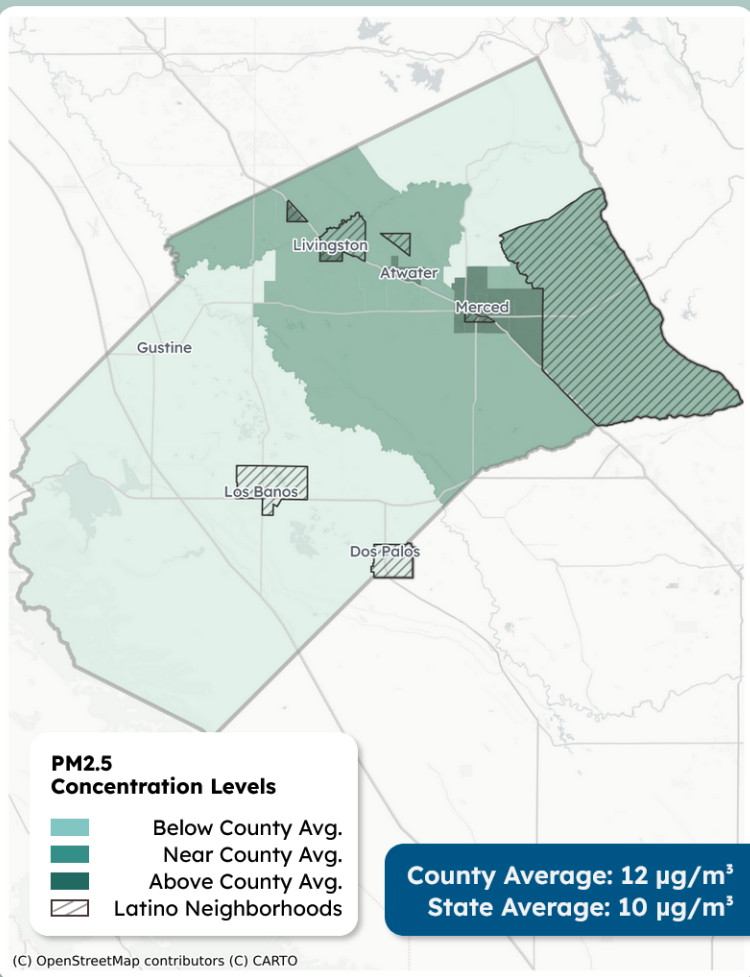 Livingston
Atwater
Merced
Gustine
Los Banos
Dos Palos
PM2.5
Concentration Levels
Below County Avg.
Near County Avg.
Above County Avg.
Latino Neighborhoods
County Average: 12 µg/m³
State Average: 10 µg/m³
(C) OpenStreetMap contributors (C) CARTO